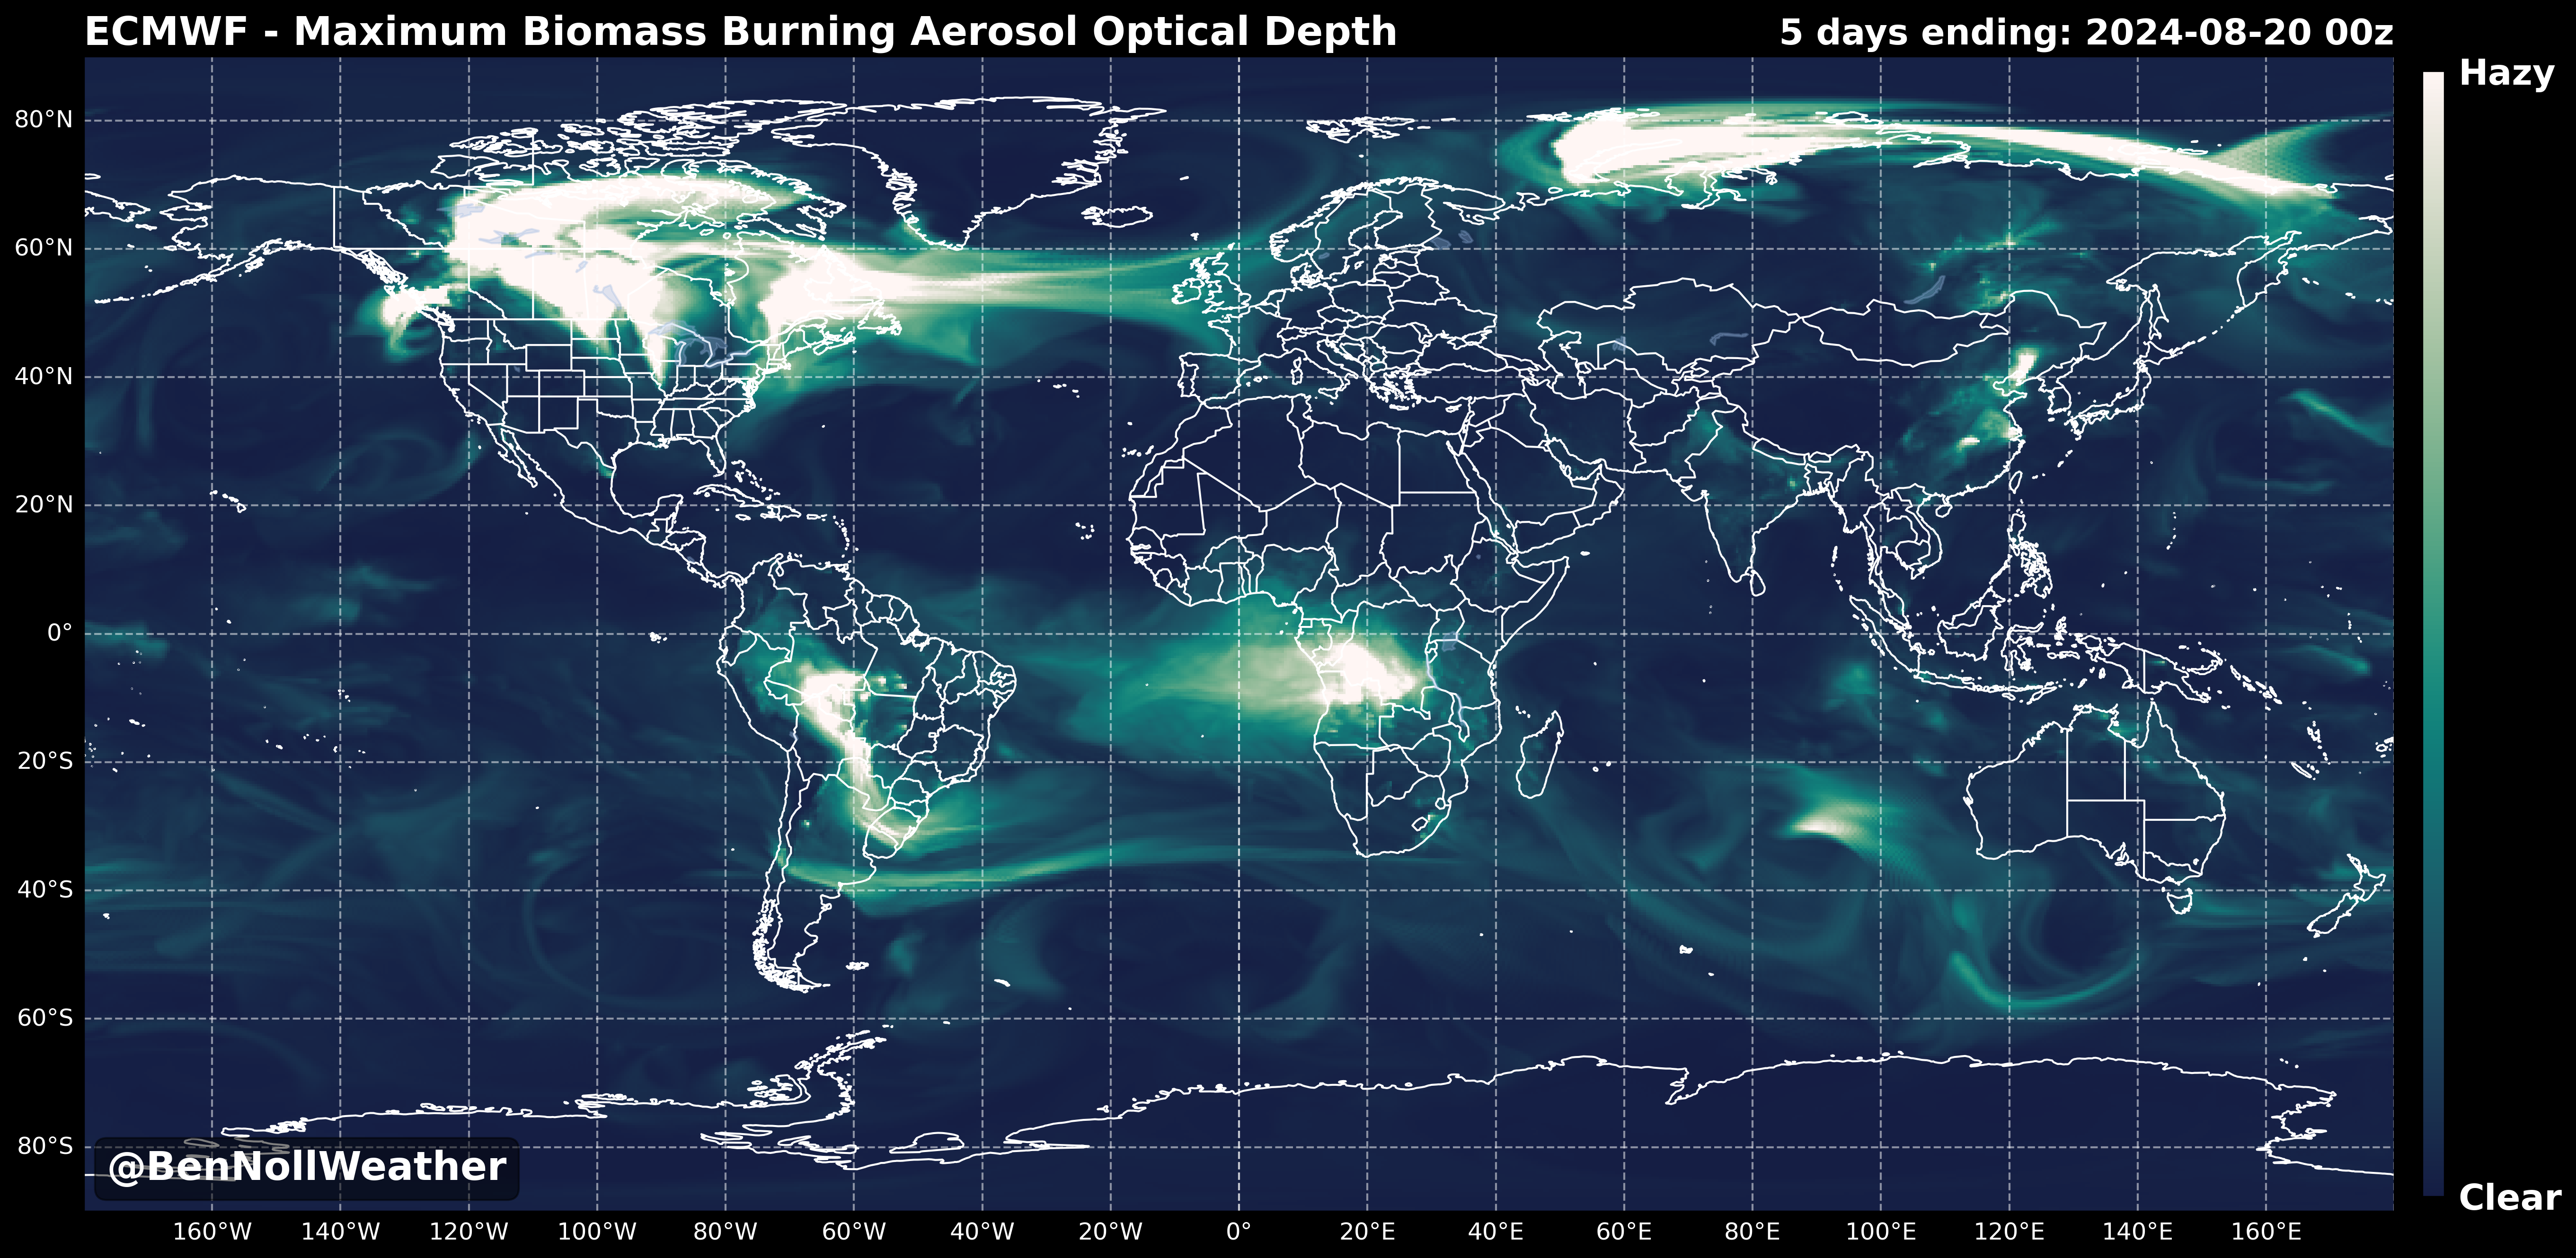 ECMWF - Maximum Biomass Burning Aerosol Optical Depth
5 days ending: 2024-08-20 00z
Hazy
80°N
60°N
40°N
20°N
0°
20°S
40°S
60°S
80°S
@BenNollWeather
Clear
160°W 140°W 120°W 100°W 80°W 60°W 40°W 20°W 0° 20°E 40°E 60°E 80°E 100°E 120°E 140°E 160°E